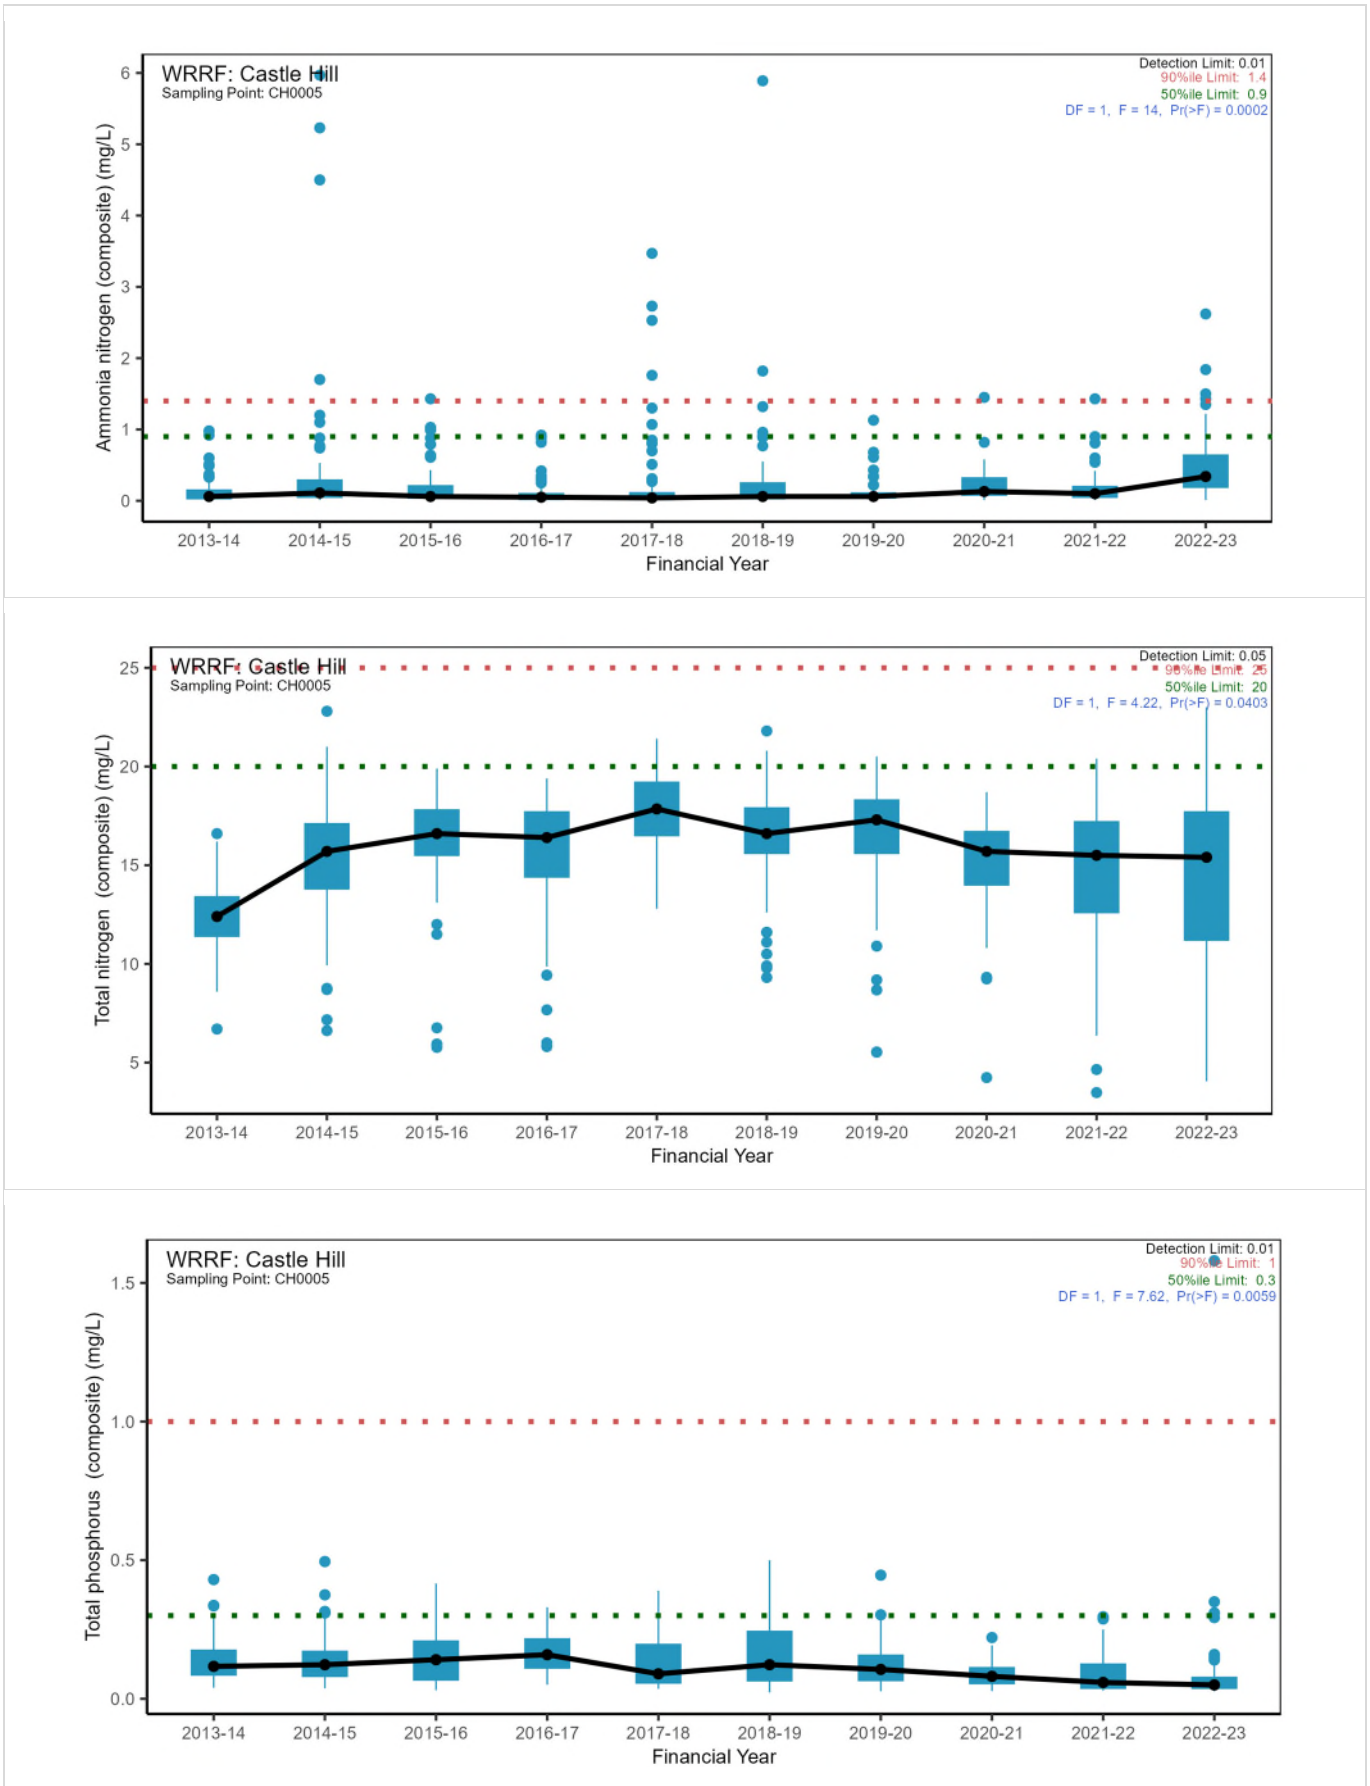 WRRF: Castle Hill
Sampling Point: CH0005
Detection Limit: 0.01
90%ile Limit: 1.4
50%ile Limit: 0.9
DF = 1, F = 14, Pr(>F) = 0.0002
Ammonia nitrogen (composite) (mg/L)
6
5
4
3
2
1
0
2013-14 2014-15 2015-16 2016-17 2017-18 2018-19 2019-20 2020-21 2021-22 2022-23
Financial Year
WRRF: Castle Hill
Sampling Point: CH0005
Detection Limit: 0.05
90%ile Limit: 25
50%ile Limit: 20
DF = 1, F = 4.22, Pr(>F) = 0.0403
Total nitrogen (composite) (mg/L)
25
20
15
10
5
2013-14 2014-15 2015-16 2016-17 2017-18 2018-19 2019-20 2020-21 2021-22 2022-23
Financial Year
WRRF: Castle Hill
Sampling Point: CH0005
Detection Limit: 0.01
90%ile Limit: 1
50%ile Limit: 0.3
DF = 1, F = 7.62, Pr(>F) = 0.0059
Total phosphorus (composite) (mg/L)
1.5
1.0
0.5
0.0
2013-14 2014-15 2015-16 2016-17 2017-18 2018-19 2019-20 2020-21 2021-22 2022-23
Financial Year